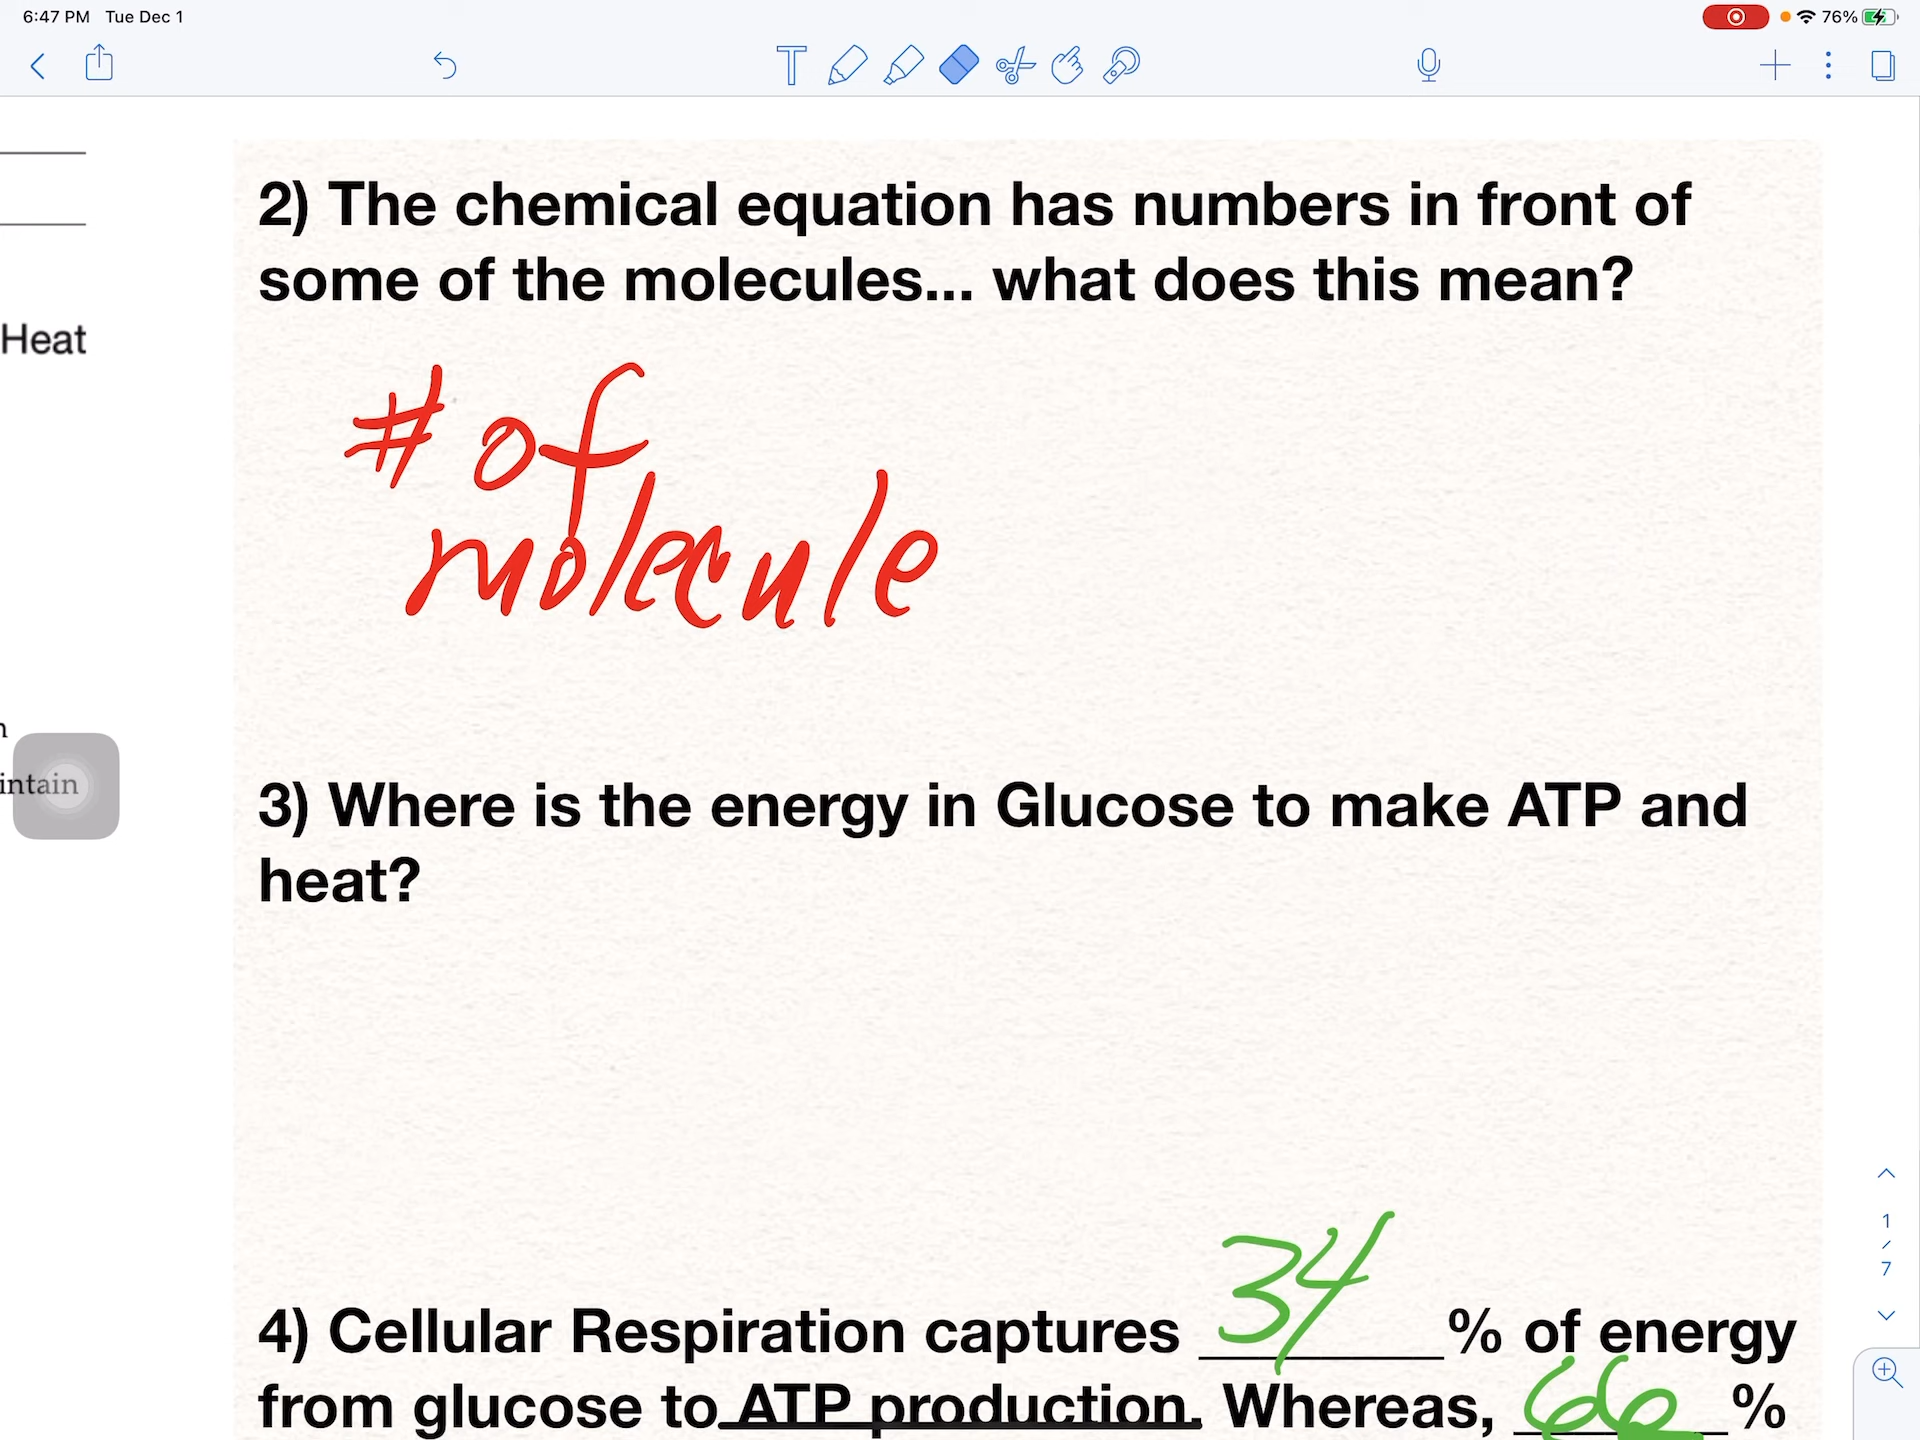 6:47 PM Tue Dec 1
76%
2) The chemical equation has numbers in front of
some of the molecules... what does this mean?
Heat
# of
molecule
n
intain
3) Where is the energy in Glucose to make ATP and
heat?
1
/
7
34
4) Cellular Respiration captures ________% of energy
from glucose to ATP production. Whereas, 66 %